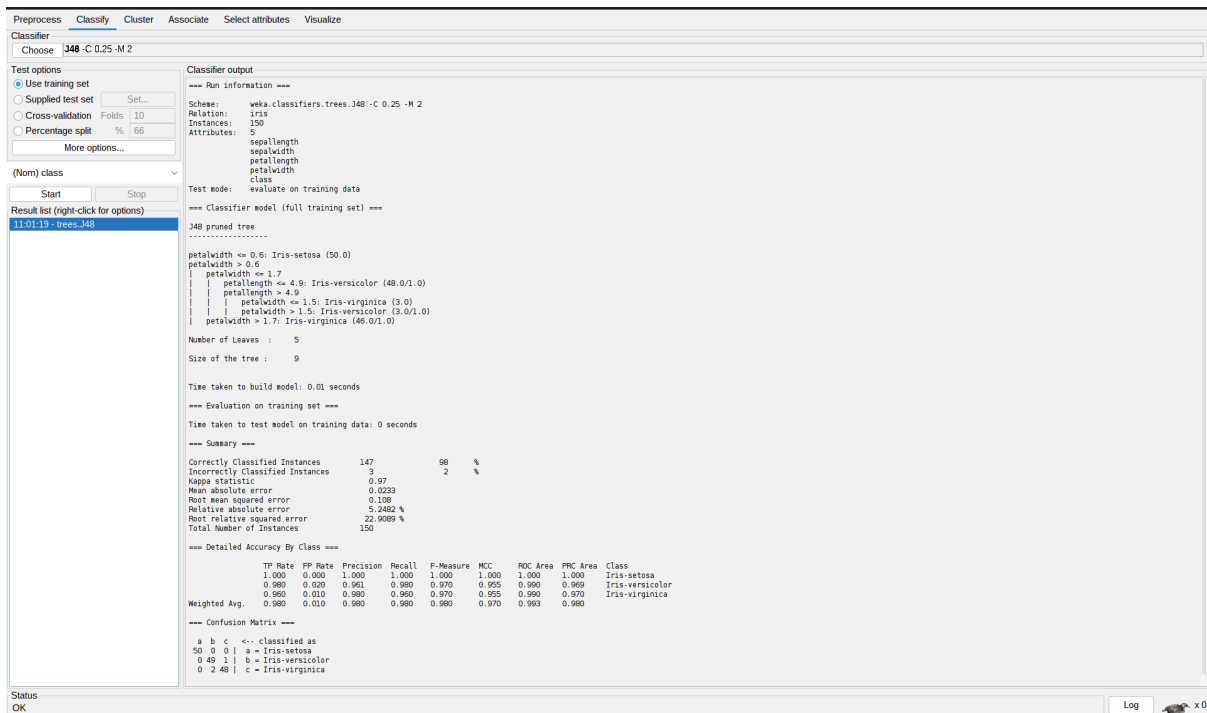 Preprocess Classify Cluster Associate Select attributes Visualize
Classifier
Choose J48 -C 0.25 -M 2
Test options
Use training set
Supplied test set Set...
Cross-validation Folds 10
Percentage split % 66
More options...
(Nom) class
Start Stop
Result list (right-click for options)
11:01:19 - trees.J48
Classifier output
=== Run information ===
Scheme: weka.classifiers.trees.J48 -C 0.25 -M 2
Relation: iris
Instances: 150
Attributes: 5
sepallength
sepalwidth
petallength
petalwidth
class
Test mode: evaluate on training data
=== Classifier model (full training set) ===
J48 pruned tree
------------------
petalwidth <= 0.6: Iris-setosa (50.0)
petalwidth > 0.6
| petalwidth <= 1.7
| | petallength <= 4.9: Iris-versicolor (48.0/1.0)
| | petallength > 4.9
| | | petalwidth <= 1.5: Iris-virginica (3.0)
| | | petalwidth > 1.5: Iris-versicolor (3.0/1.0)
| petalwidth > 1.7: Iris-virginica (46.0/1.0)
Number of Leaves : 5
Size of the tree : 9
Time taken to build model: 0.01 seconds
=== Evaluation on training set ===
Time taken to test model on training data: 0 seconds
=== Summary ===
Correctly Classified Instances 147 98 %
Incorrectly Classified Instances 3 2 %
Kappa statistic 0.97
Mean absolute error 0.0233
Root mean squared error 0.108
Relative absolute error 5.2482 %
Root relative squared error 22.9089 %
Total Number of Instances 150
=== Detailed Accuracy By Class ===
TP Rate FP Rate Precision Recall F-Measure MCC ROC Area PRC Area Class
1.000 0.000 1.000 1.000 1.000 1.000 1.000 1.000 Iris-setosa
0.980 0.020 0.961 0.980 0.970 0.955 0.990 0.969 Iris-versicolor
0.960 0.010 0.980 0.960 0.970 0.955 0.990 0.970 Iris-virginica
Weighted Avg. 0.980 0.010 0.980 0.980 0.980 0.970 0.993 0.980
=== Confusion Matrix ===
a b c <-- classified as
50 0 0 | a = Iris-setosa
0 49 1 | b = Iris-versicolor
0 2 48 | c = Iris-virginica
Status
OK
Log x 0